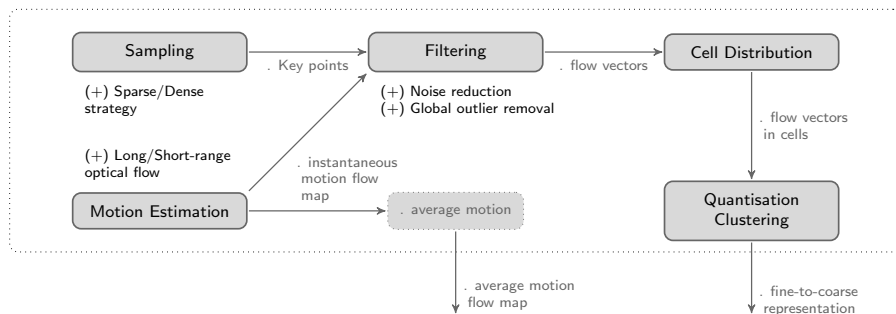 Sampling
. Key points
Filtering
. flow vectors
Cell Distribution
(+) Sparse/Dense
strategy
(+) Noise reduction
(+) Global outlier removal
. flow vectors
in cells
(+) Long/Short-range
optical flow
. instantaneous
motion flow
map
Motion Estimation
. average motion
Quantisation
Clustering
. average motion
flow map
. fine-to-coarse
representation